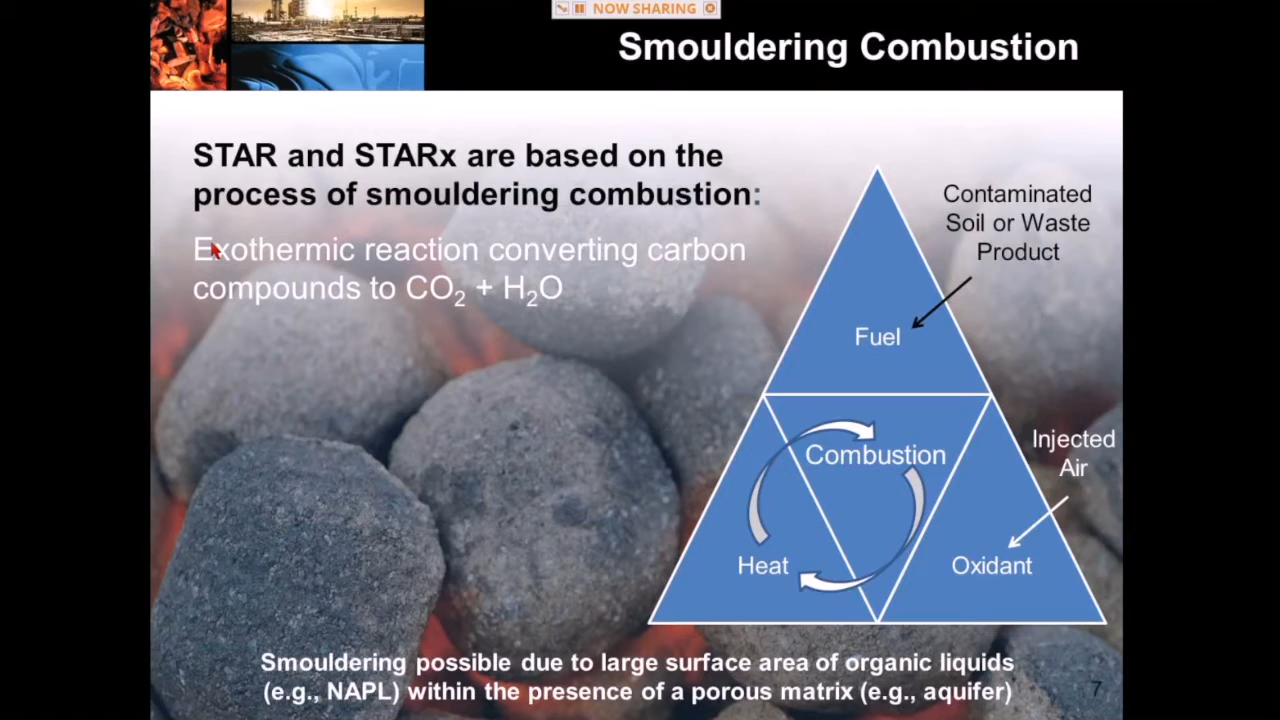 NOW SHARING
Smouldering Combustion
STAR and STARx are based on the
process of smouldering combustion:
Exothermic reaction converting carbon
compounds to CO₂ + H₂O
Contaminated
Soil or Waste
Product
Fuel
Injected
Air
Combustion
Heat
Oxidant
Smouldering possible due to large surface area of organic liquids
(e.g., NAPL) within the presence of a porous matrix (e.g., aquifer)
7